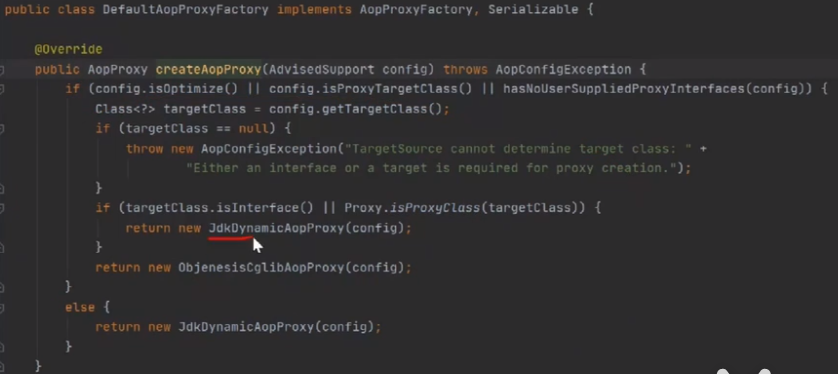 public class DefaultAopProxyFactory implements AopProxyFactory, Serializable {
@Override
public AopProxy createAopProxy(AdvisedSupport config) throws AopConfigException {
if (config.isOptimize() || config.isProxyTargetClass() || hasNoUserSuppliedProxyInterfaces(config)) {
Class<?> targetClass = config.getTargetClass();
if (targetClass == null) {
throw new AopConfigException("TargetSource cannot determine target class: " +
"Either an interface or a target is required for proxy creation.");
}
if (targetClass.isInterface() || Proxy.isProxyClass(targetClass)) {
return new JdkDynamicAopProxy(config);
}
return new ObjenesisCglibAopProxy(config);
}
else {
return new JdkDynamicAopProxy(config);
}
}